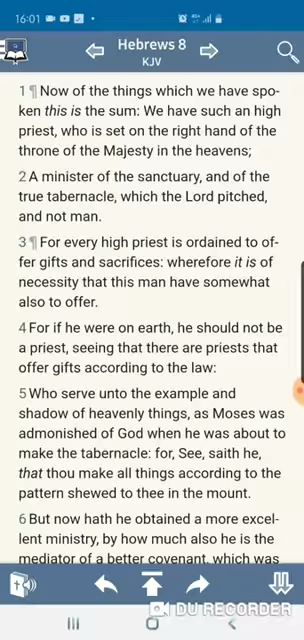 16:01
Hebrews 8
KJV
1 ¶ Now of the things which we have spo-
ken this is the sum: We have such an high
priest, who is set on the right hand of the
throne of the Majesty in the heavens;
2 A minister of the sanctuary, and of the
true tabernacle, which the Lord pitched,
and not man.
3 ¶ For every high priest is ordained to of-
fer gifts and sacrifices: wherefore it is of
necessity that this man have somewhat
also to offer.
4 For if he were on earth, he should not be
a priest, seeing that there are priests that
offer gifts according to the law:
5 Who serve unto the example and
shadow of heavenly things, as Moses was
admonished of God when he was about to
make the tabernacle: for, See, saith he,
that thou make all things according to the
pattern shewed to thee in the mount.
6 But now hath he obtained a more excel-
lent ministry, by how much also he is the
mediator of a better covenant, which was
DU RECORDER